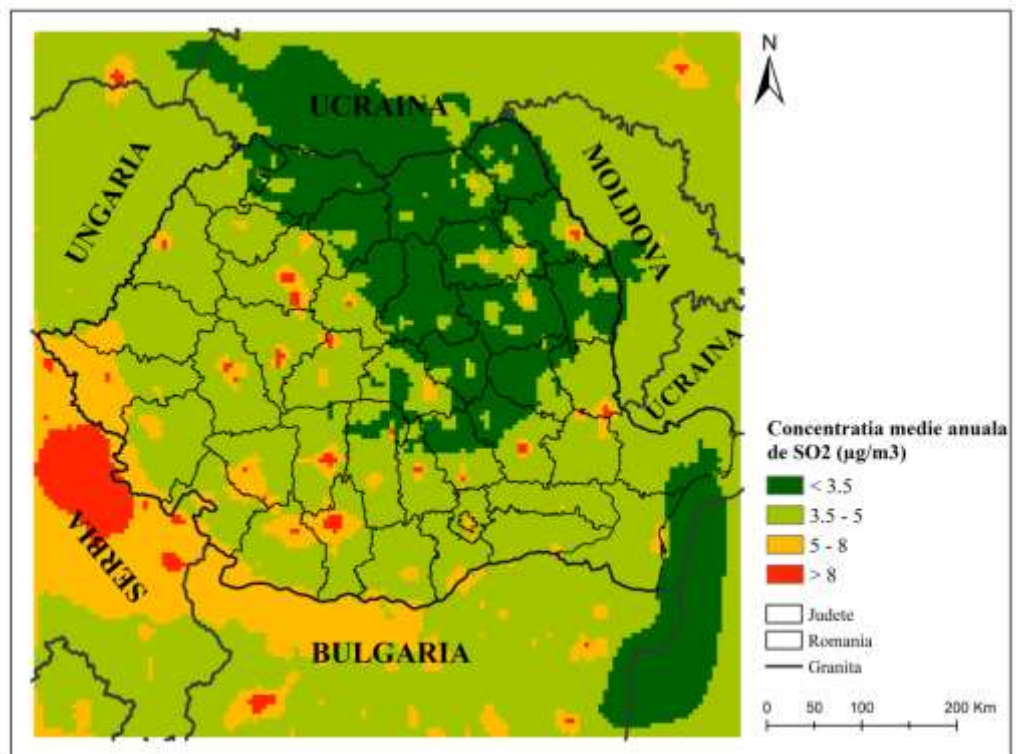 N
UCRAINA
UNGARIA
MOLDOVA
UCRAINA
SERBIA
BULGARIA
Concentratia medie anuala
de SO2 (µg/m3)
< 3.5
3.5 - 5
5 - 8
> 8
Judete
Romania
Granita
0 50 100 200 Km